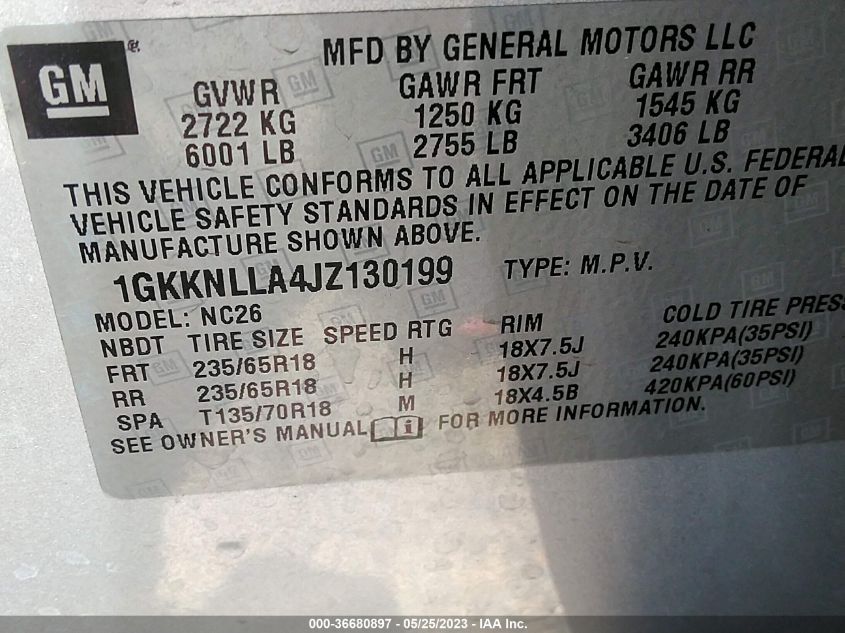 GM
MFD BY GENERAL MOTORS LLC
GVWR GAWR FRT GAWR RR
2722 KG 1250 KG 1545 KG
6001 LB 2755 LB 3406 LB
THIS VEHICLE CONFORMS TO ALL APPLICABLE U.S. FEDERAL
VEHICLE SAFETY STANDARDS IN EFFECT ON THE DATE OF
MANUFACTURE SHOWN ABOVE.
1GKKNLLA4JZ130199 TYPE: M.P.V.
MODEL: NC26
NBDT TIRE SIZE SPEED RTG RIM COLD TIRE PRESS
FRT 235/65R18 H 18X7.5J 240KPA(35PSI)
RR 235/65R18 H 18X7.5J 240KPA(35PSI)
SPA T135/70R18 M 18X4.5B 420KPA(60PSI)
SEE OWNER'S MANUAL FOR MORE INFORMATION.
000-36680897 - 05/25/2023 - IAA Inc.